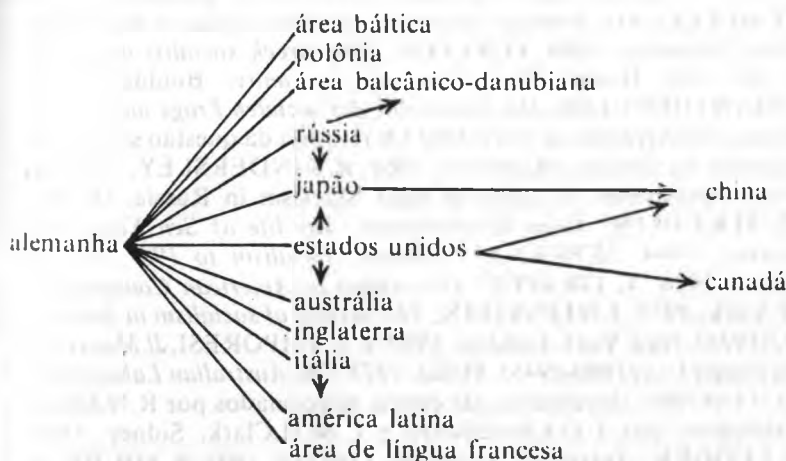 área báltica
polônia
área balcânico-danubiana
rússia
japão
china
alemanha
estados unidos
canadá
austrália
inglaterra
itália
américa latina
área de língua francesa